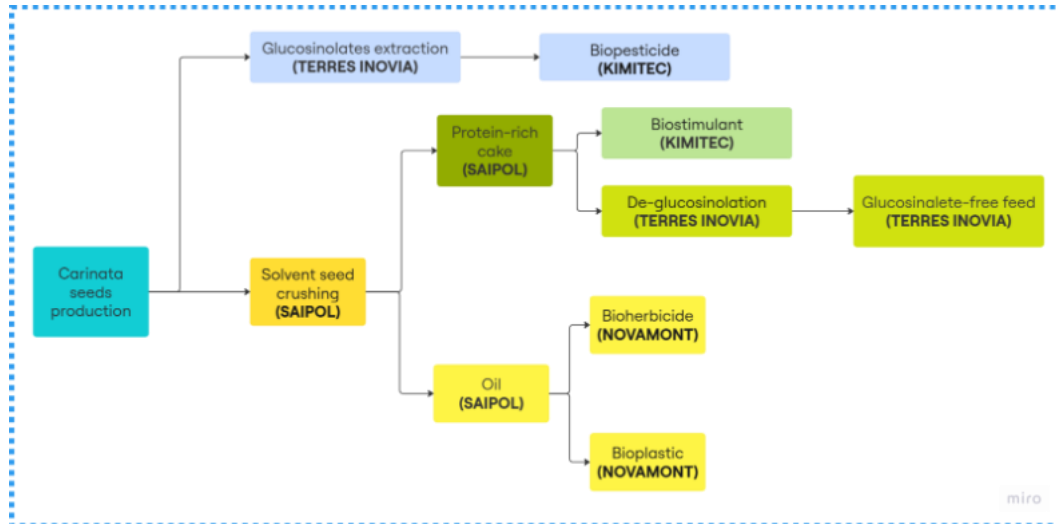 Glucosinolates extraction
(TERRES INOVIA)
Biopesticide
(KIMITEC)
Protein-rich
cake
(SAIPOL)
Biostimulant
(KIMITEC)
De-glucosinolation
(TERRES INOVIA)
Glucosinalete-free feed
(TERRES INOVIA)
Carinata
seeds
production
Solvent seed
crushing
(SAIPOL)
Bioherbicide
(NOVAMONT)
Oil
(SAIPOL)
Bioplastic
(NOVAMONT)
miro